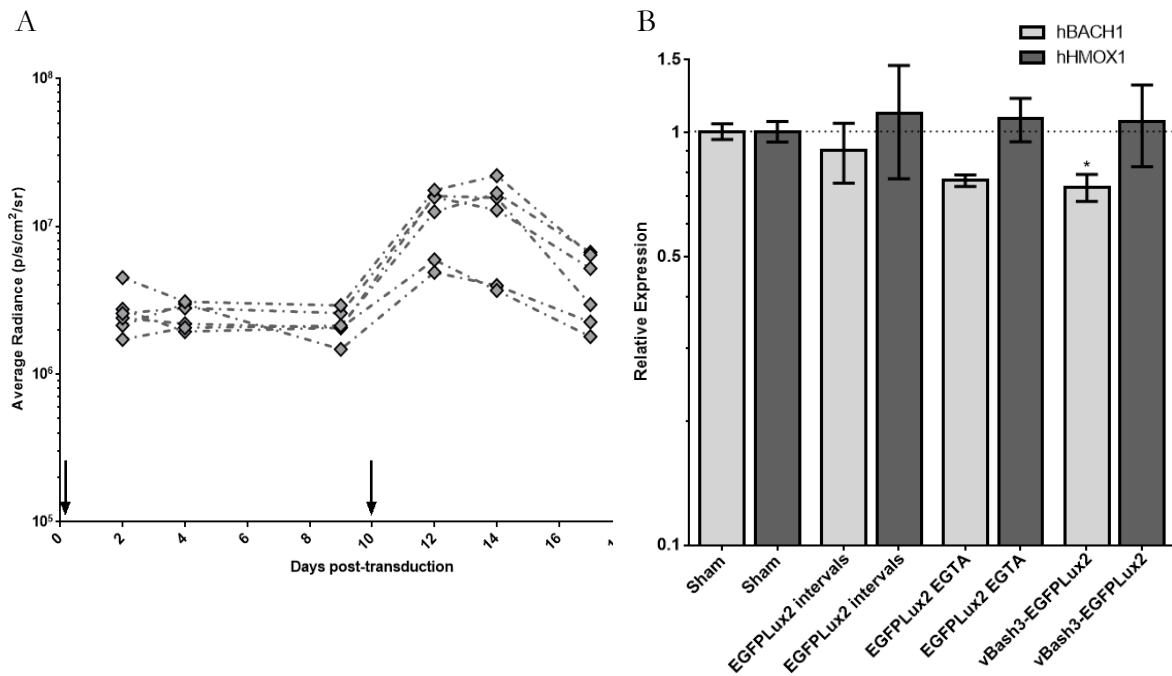 A
Average Radiance (p/s/cm²/sr)
10⁸
10⁷
10⁶
10⁵
0
2
4
6
8
10
12
14
16
Days post-transduction
B
hBACH1
hHMOX1
Relative Expression
1.5
1
0.5
0.1
*
Sham
Sham
EGFPLux2 intervals
EGFPLux2 intervals
EGFPLux2 EGTA
EGFPLux2 EGTA
vBash3-EGFPLux2
vBash3-EGFPLux2